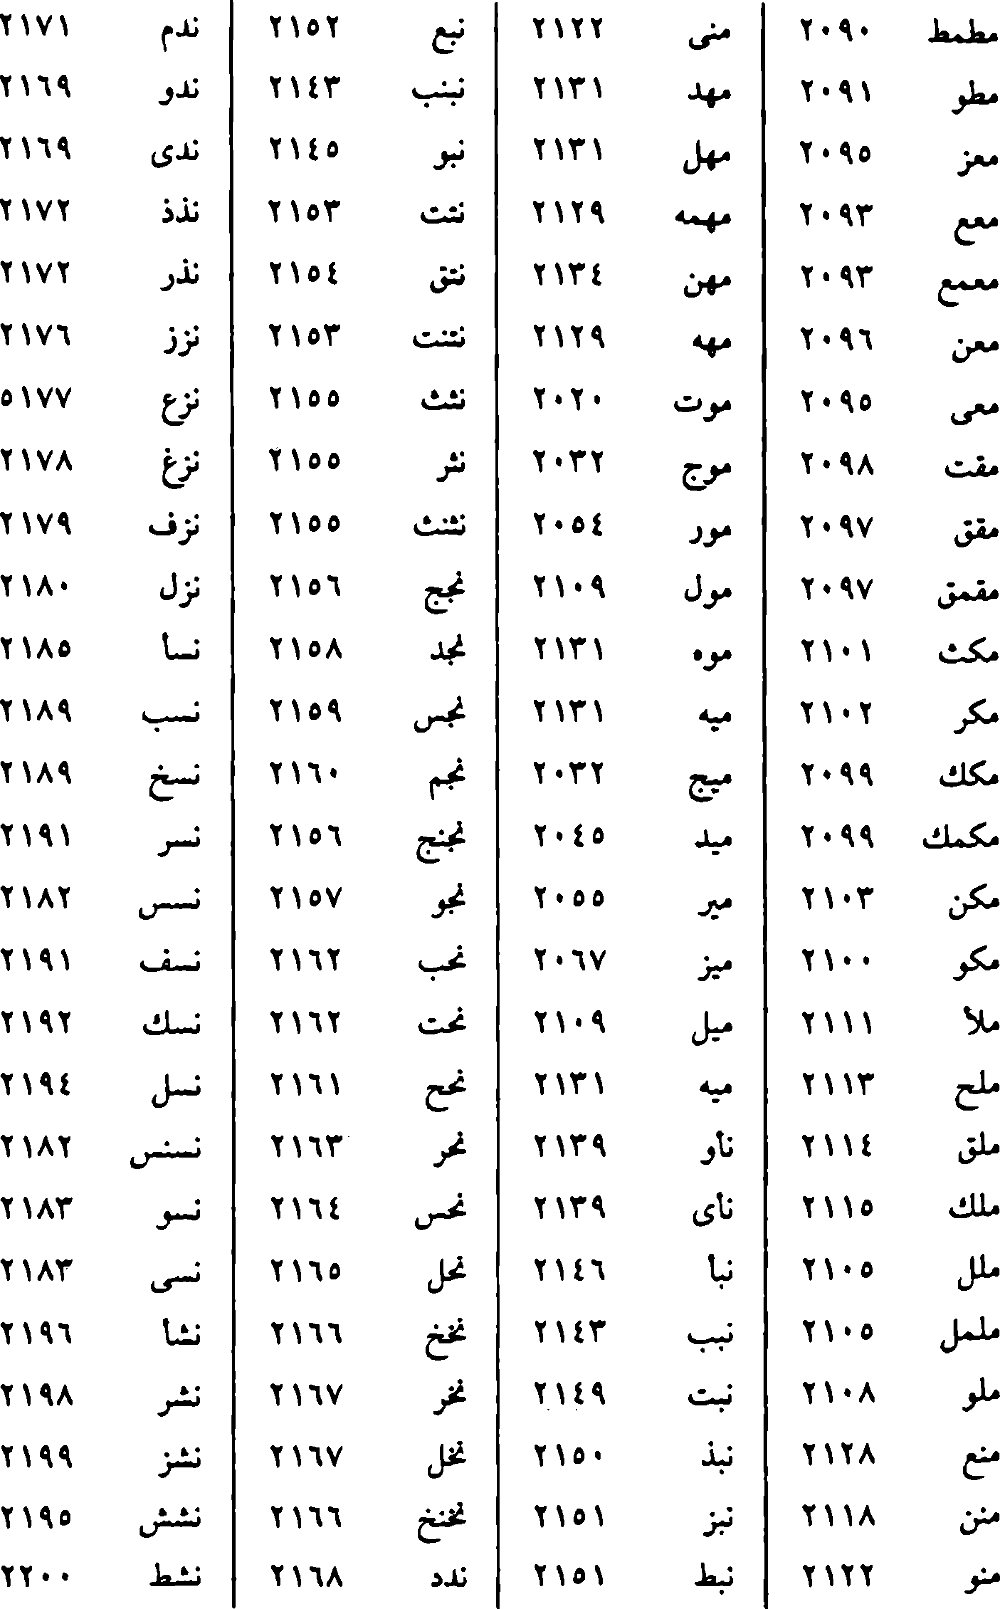 مطمط ٢٠٩٠
مطو ٢٠٩١
معز ٢٠٩٥
معع ٢٠٩٣
معمع ٢٠٩٣
معن ٢٠٩٦
معى ٢٠٩٥
مقت ٢٠٩٨
مقق ٢٠٩٧
مقمق ٢٠٩٧
مكث ٢١٠١
مكر ٢١٠٢
مكك ٢٠٩٩
مكمك ٢٠٩٩
مكن ٢١٠٣
مكو ٢١٠٠
ملأ ٢١١١
ملح ٢١١٣
ملق ٢١١٤
ملك ٢١١٥
ملل ٢١٠٥
ململ ٢١٠٥
ملو ٢١٠٨
منع ٢١٢٨
منن ٢١١٨
منو ٢١٢٢
منى ٢١٢٢
مهد ٢١٣١
مهل ٢١٣١
مهمه ٢١٢٩
مهن ٢١٣٤
مهه ٢١٢٩
موت ٢٠٢٠
موج ٢٠٣٢
مور ٢٠٥٤
مول ٢١٠٩
موه ٢١٣١
ميه ٢١٣١
ميج ٢٠٣٢
ميد ٢٠٤٥
مير ٢٠٥٥
ميز ٢٠٦٧
ميل ٢١٠٩
ميه ٢١٣١
نأو ٢١٣٩
نأى ٢١٣٩
نبأ ٢١٤٦
نبب ٢١٤٣
نبت ٢١٤٩
نبذ ٢١٥٠
نبز ٢١٥١
نبط ٢١٥١
نبع ٢١٥٢
نبنب ٢١٤٣
نبو ٢١٤٥
نتت ٢١٥٣
نتق ٢١٥٤
نتنت ٢١٥٣
نثث ٢١٥٥
نثر ٢١٥٥
نثنث ٢١٥٥
نجج ٢١٥٦
نجد ٢١٥٨
نجس ٢١٥٩
نجم ٢١٦٠
نجنج ٢١٥٦
نجو ٢١٥٧
نحب ٢١٦٢
نحت ٢١٦٢
نحح ٢١٦١
نحر ٢١٦٣
نحس ٢١٦٤
نحل ٢١٦٥
نخخ ٢١٦٦
نخر ٢١٦٧
نخل ٢١٦٧
نخنخ ٢١٦٦
ندد ٢١٦٨
ندم ٢١٧١
ندو ٢١٦٩
ندى ٢١٦٩
نذذ ٢١٧٢
نذر ٢١٧٢
نزز ٢١٧٦
نزع ٥١٧٧
نزغ ٢١٧٨
نزف ٢١٧٩
نزل ٢١٨٠
نسأ ٢١٨٥
نسب ٢١٨٩
نسخ ٢١٨٩
نسر ٢١٩١
نسس ٢١٨٢
نسف ٢١٩١
نسك ٢١٩٢
نسل ٢١٩٤
نسنس ٢١٨٢
نسو ٢١٨٣
نسى ٢١٨٣
نشأ ٢١٩٦
نشر ٢١٩٨
نشز ٢١٩٩
نشش ٢١٩٥
نشط ٢٢٠٠